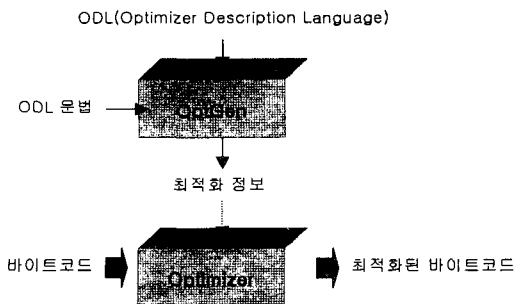 ODL(Optimizer Description Language)
ODL 문법
OptiGen
최적화 정보
바이트코드
Optimizer
최적화된 바이트코드